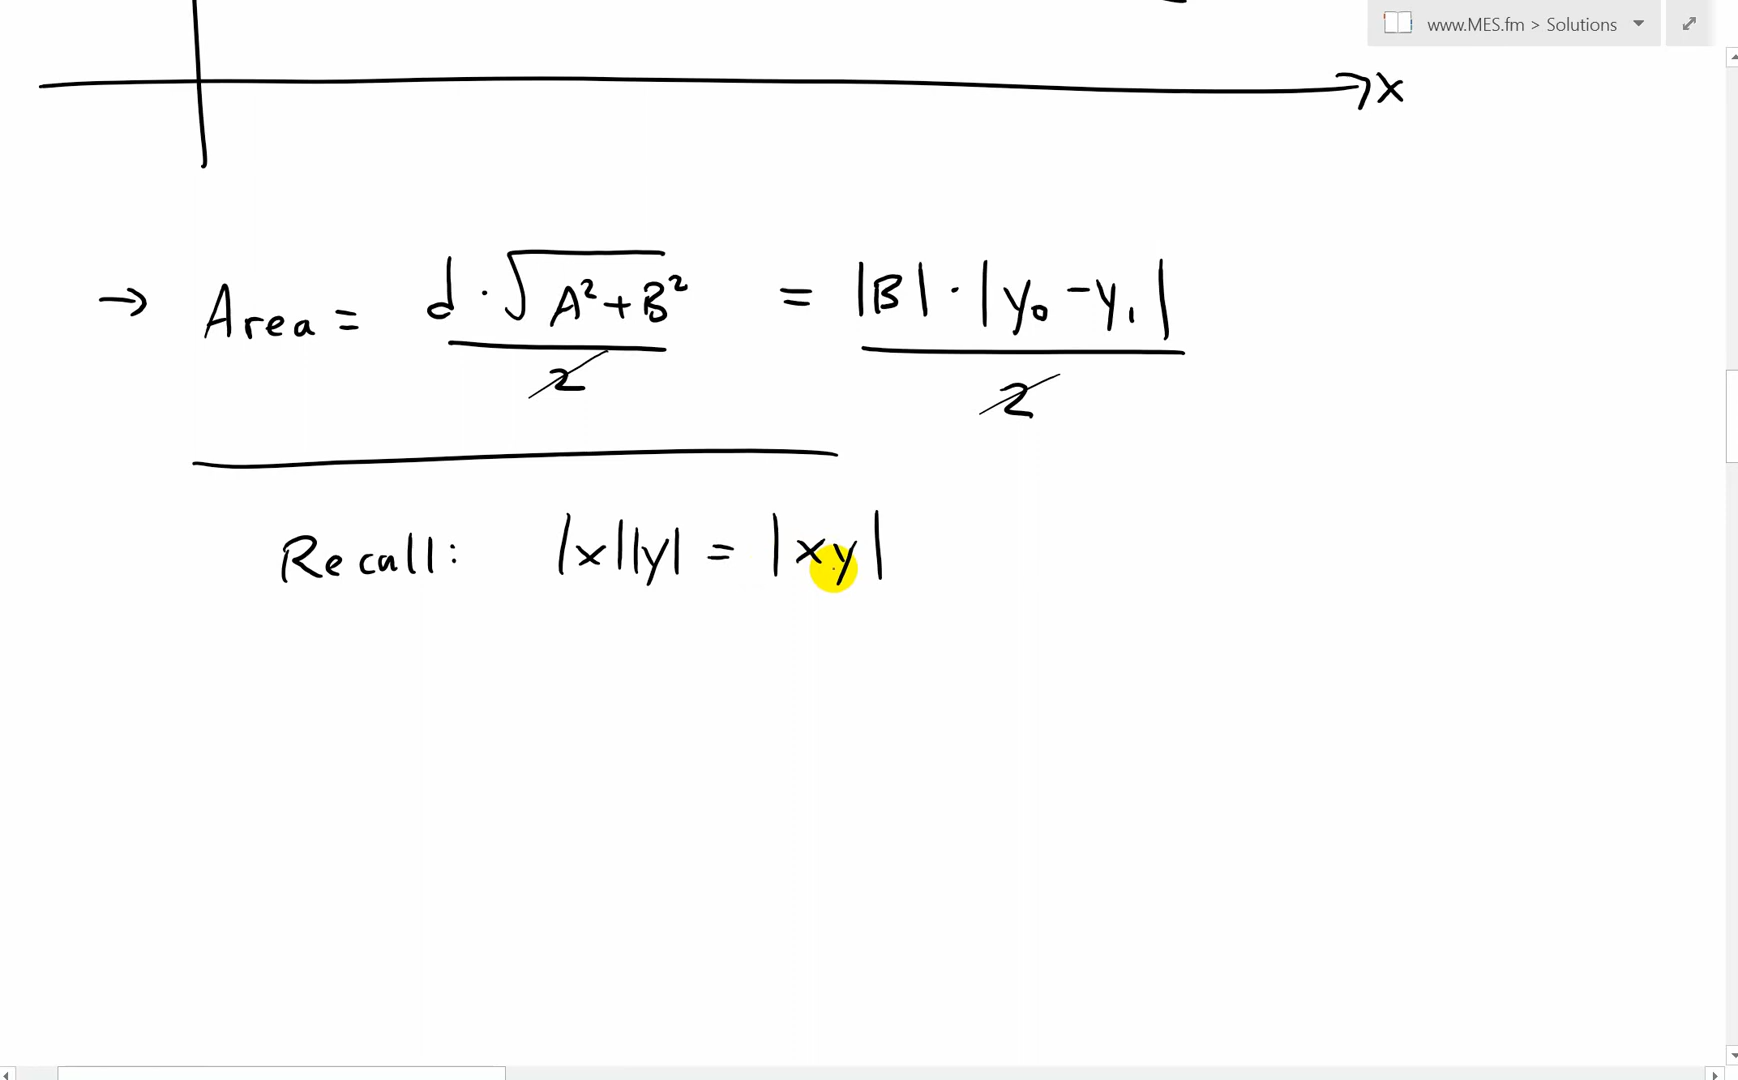 www.MES.fm > Solutions
x
→ Area = d · √(A² + B²) / 2 = |B| · |y₀ - y₁| / 2
Recall: |x||y| = |xy|